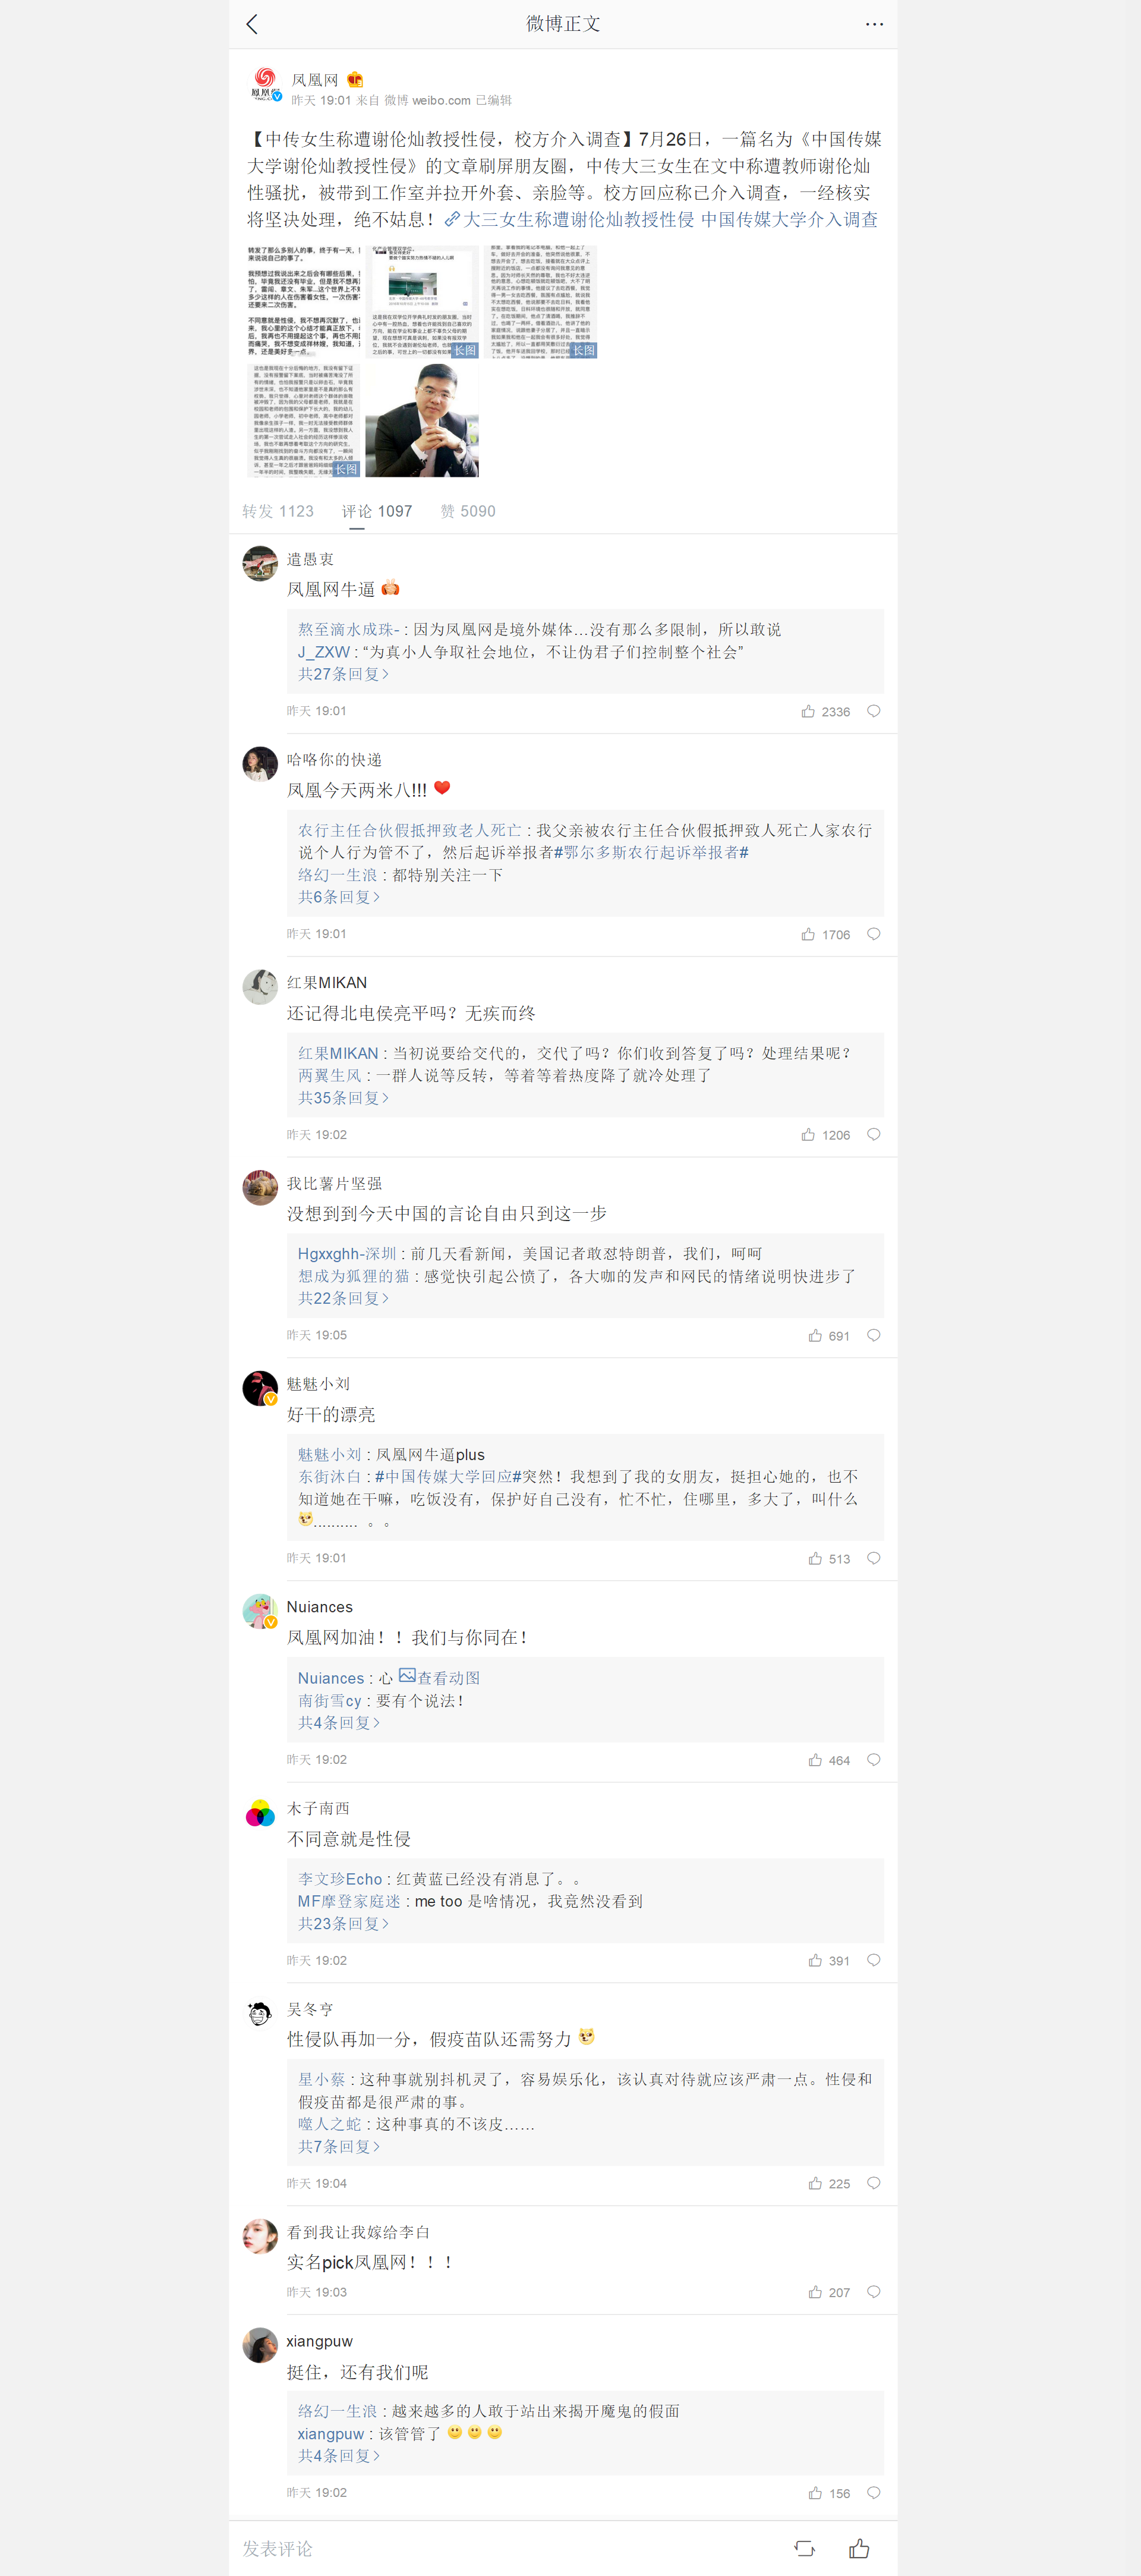 微博正文
凤凰网
昨天 19:01 来自 微博 weibo.com 已编辑
【中传女生称遭谢伦灿教授性侵，校方介入调查】7月26日，一篇名为《中国传媒
大学谢伦灿教授性侵》的文章刷屏朋友圈，中传大三女生在文中称遭教师谢伦灿
性骚扰，被带到工作室并拉开外套、亲脸等。校方回应称已介入调查，一经核实
将坚决处理，绝不姑息！大三女生称遭谢伦灿教授性侵 中国传媒大学介入调查
转发了那么多别人的事，终于有一天，
来说说自己的事了。
长图
长图
长图
转发 1123 评论 1097 赞 5090
遣愚衷
凤凰网牛逼
熬至滴水成珠- : 因为凤凰网是境外媒体...没有那么多限制，所以敢说
J_ZXW : “为真小人争取社会地位，不让伪君子们控制整个社会”
共27条回复
昨天 19:01 2336
哈咯你的快递
凤凰今天两米八!!!
农行主任合伙假抵押致老人死亡 : 我父亲被农行主任合伙假抵押致人死亡人家农行
说个人行为管不了，然后起诉举报者#鄂尔多斯农行起诉举报者#
络幻一生浪 : 都特别关注一下
共6条回复
昨天 19:01 1706
红果MIKAN
还记得北电侯亮平吗？无疾而终
红果MIKAN : 当初说要给交代的，交代了吗？你们收到答复了吗？处理结果呢？
两翼生风 : 一群人说等反转，等着等着热度降了就冷处理了
共35条回复
昨天 19:02 1206
我比薯片坚强
没想到到今天中国的言论自由只到这一步
Hgxxghh-深圳 : 前几天看新闻，美国记者敢怼特朗普，我们，呵呵
想成为狐狸的猫 : 感觉快引起公愤了，各大咖的发声和网民的情绪说明快进步了
共22条回复
昨天 19:05 691
魅魅小刘
好干的漂亮
魅魅小刘 : 凤凰网牛逼plus
东街沐白 : #中国传媒大学回应#突然！我想到了我的女朋友，挺担心她的，也不
知道她在干嘛，吃饭没有，保护好自己没有，忙不忙，住哪里，多大了，叫什么
.......... 。。
昨天 19:01 513
Nuiances
凤凰网加油！！我们与你同在！
Nuiances : 心 查看动图
南街雪cy : 要有个说法！
共4条回复
昨天 19:02 464
木子南西
不同意就是性侵
李文珍Echo : 红黄蓝已经没有消息了。。
MF摩登家庭迷 : me too 是啥情况，我竟然没看到
共23条回复
昨天 19:02 391
吴冬亨
性侵队再加一分，假疫苗队还需努力
星小蔡 : 这种事就别抖机灵了，容易娱乐化，该认真对待就应该严肃一点。性侵和
假疫苗都是很严肃的事。
噬人之蛇 : 这种事真的不该皮……
共7条回复
昨天 19:04 225
看到我让我嫁给李白
实名pick凤凰网！！！
昨天 19:03 207
xiangpuw
挺住，还有我们呢
络幻一生浪 : 越来越多的人敢于站出来揭开魔鬼的假面
xiangpuw : 该管管了
共4条回复
昨天 19:02 156
发表评论